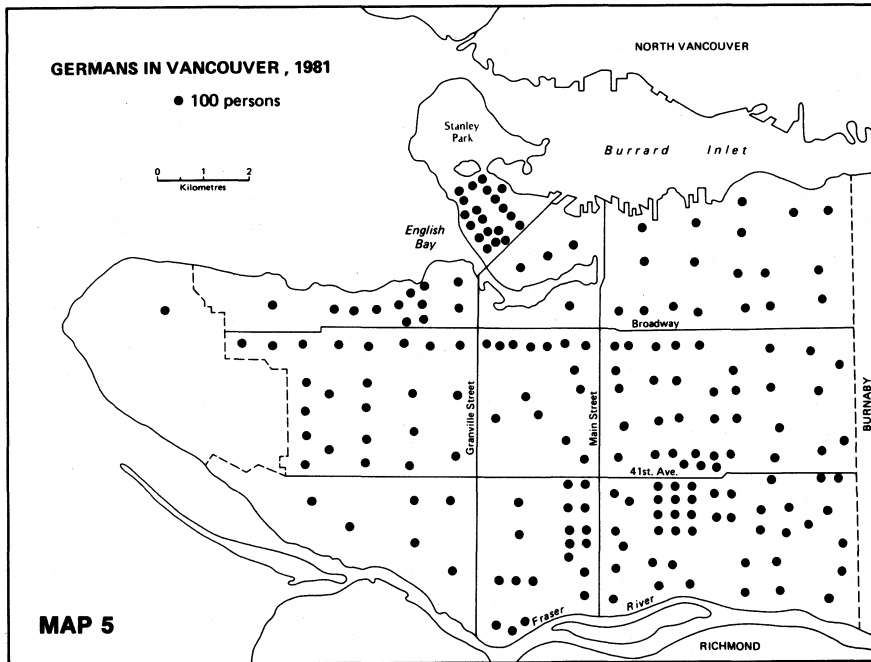 NORTH VANCOUVER
GERMANS IN VANCOUVER , 1981
100 persons
Stanley
Park
0 1 2
Kilometres
Burrard Inlet
English
Bay
Broadway
Granville Street
Main Street
BURNABY
41st. Ave.
Fraser River
MAP 5
RICHMOND